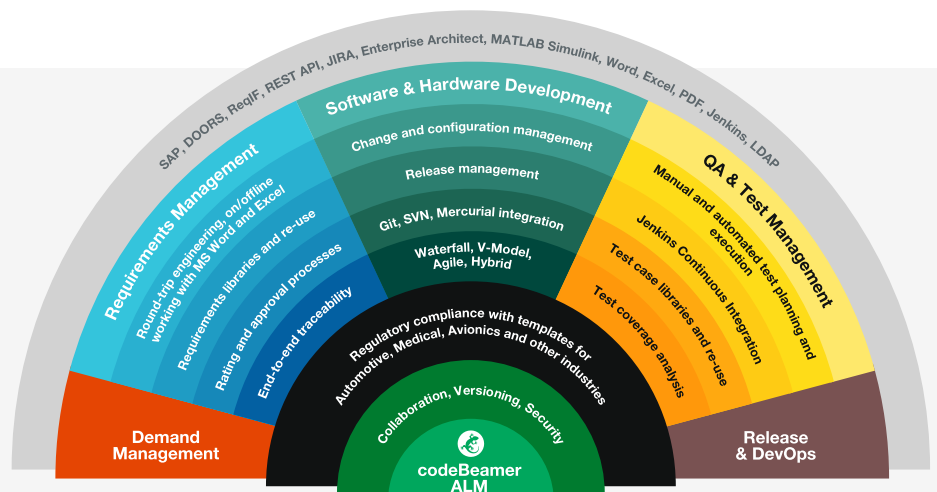 SAP, DOORS, ReqIF, REST API, JIRA, Enterprise Architect, MATLAB Simulink, Word, Excel, PDF, Jenkins, LDAP
Requirements Management
Round-trip engineering, on/offline
working with MS Word and Excel
Requirements libraries and re-use
Rating and approval processes
End-to-end traceability
Software & Hardware Development
Change and configuration management
Release management
Git, SVN, Mercurial integration
Waterfall, V-Model,
Agile, Hybrid
QA & Test Management
Manual and automated test planning and
execution
Jenkins Continuous Integration
Test case libraries and re-use
Test coverage analysis
Demand
Management
Regulatory compliance with templates for
Automotive, Medical, Avionics and other industries
Collaboration, Versioning, Security
codeBeamer
ALM
Release
& DevOps